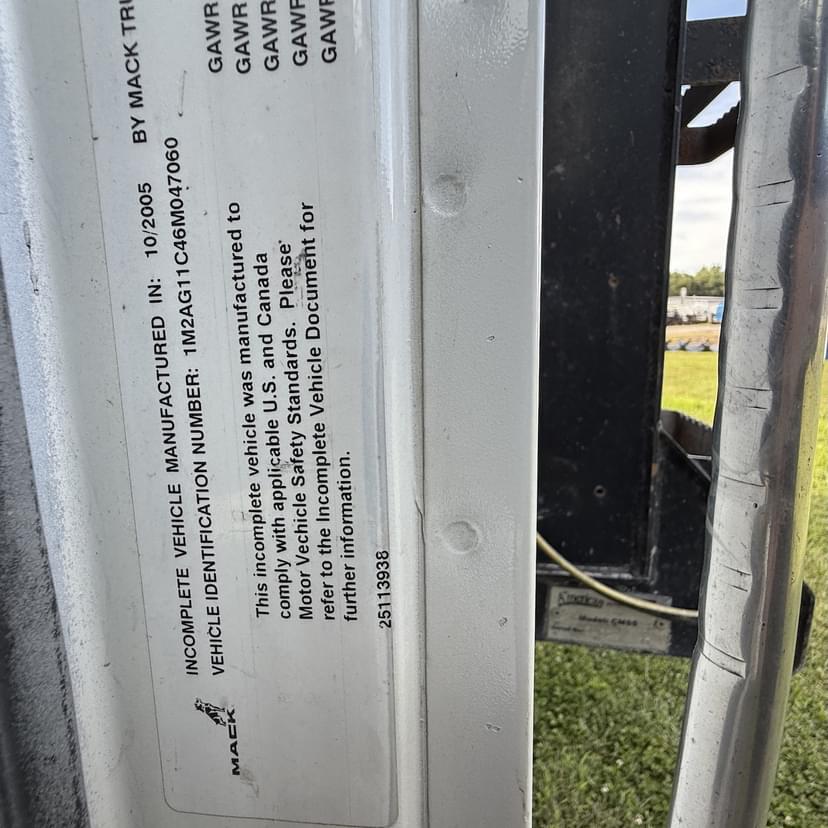 INCOMPLETE VEHICLE MANUFACTURED IN: 10/2005 BY MACK TRU
VEHICLE IDENTIFICATION NUMBER: 1M2AG11C46M047060
GAWR
GAWR
GAWR
GAWR
GAWR
This incomplete vehicle was manufactured to
comply with applicable U.S. and Canada
Motor Vechicle Safety Standards. Please
refer to the Incomplete Vehicle Document for
further information.
25113938
MACK
American